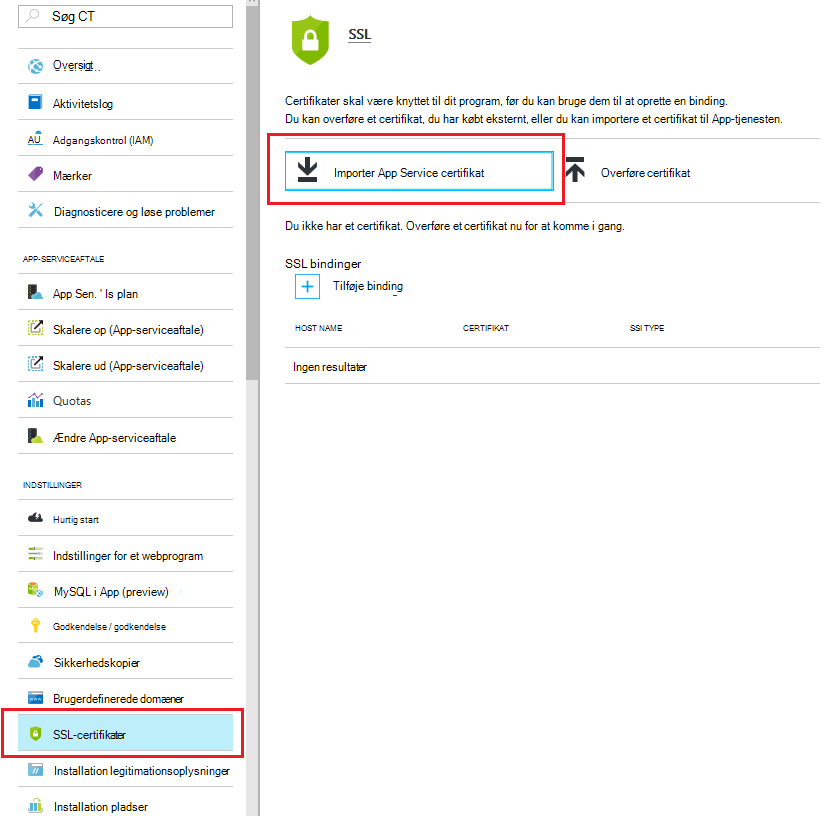 Søg CT
Oversigt
Aktivitetslog
AU Adgangskontrol (IAM)
Mærker
Diagnosticere og løse problemer
APP-SERVICEAFTALE
App Sen. ' Is plan
Skalere op (App-serviceaftale)
Skalere ud (App-serviceaftale)
Quotas
Ændre App-serviceaftale
INDSTILLINGER
Hurtig start
Indstillinger for et webprogram
MySQL i App (preview)
Godkendelse / godkendelse
Sikkerhedskopier
Brugerdefinerede domæner
SSL-certifikater
Installation legitimationsoplysninger
Installation pladser
SSL
Certifikater skal være knyttet til dit program, før du kan bruge dem til at oprette en binding.
Du kan overføre et certifikat, du har købt eksternt, eller du kan importere et certifikat til App-tjenesten.
Importer App Service certifikat
Overføre certifikat
Du ikke har et certifikat. Overføre et certifikat nu for at komme i gang.
SSL bindinger
Tilføje binding
HOST NAME CERTIFIKAT SSI TYPE
Ingen resultater